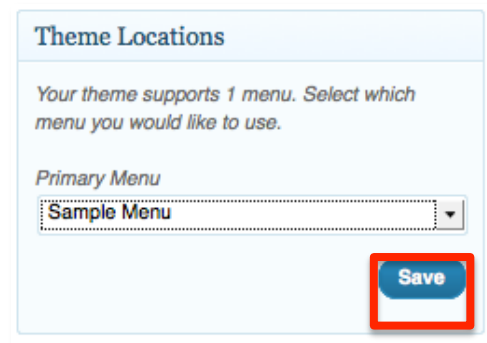 Theme Locations
Your theme supports 1 menu. Select which
menu you would like to use.
Primary Menu
Sample Menu
Save